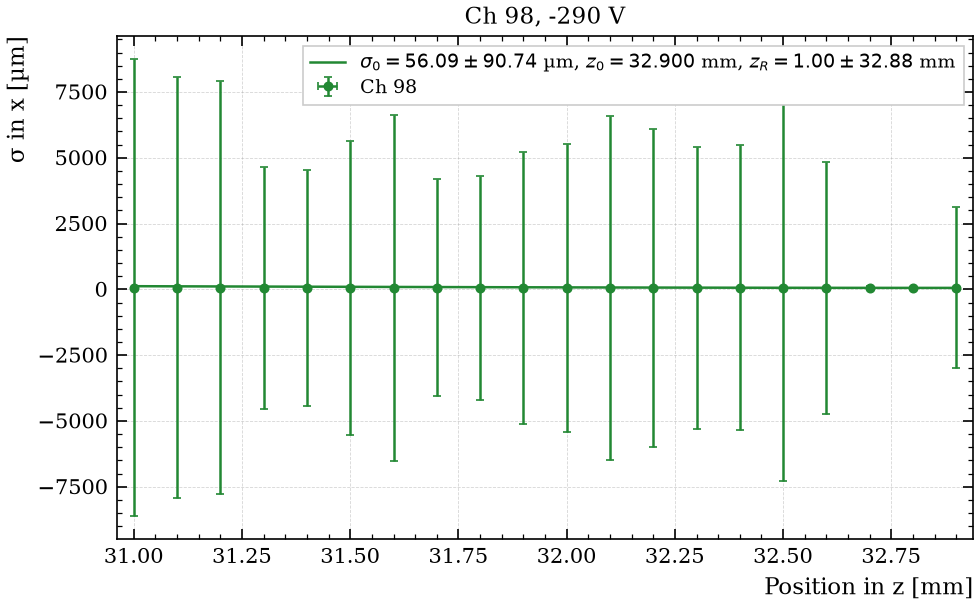 Ch 98, -290 V
σ in x [µm]
σ₀ = 56.09 ± 90.74 µm, z₀ = 32.900 mm, z_R = 1.00 ± 32.88 mm
Ch 98
7500
5000
2500
0
−2500
−5000
−7500
31.00 31.25 31.50 31.75 32.00 32.25 32.50 32.75
Position in z [mm]